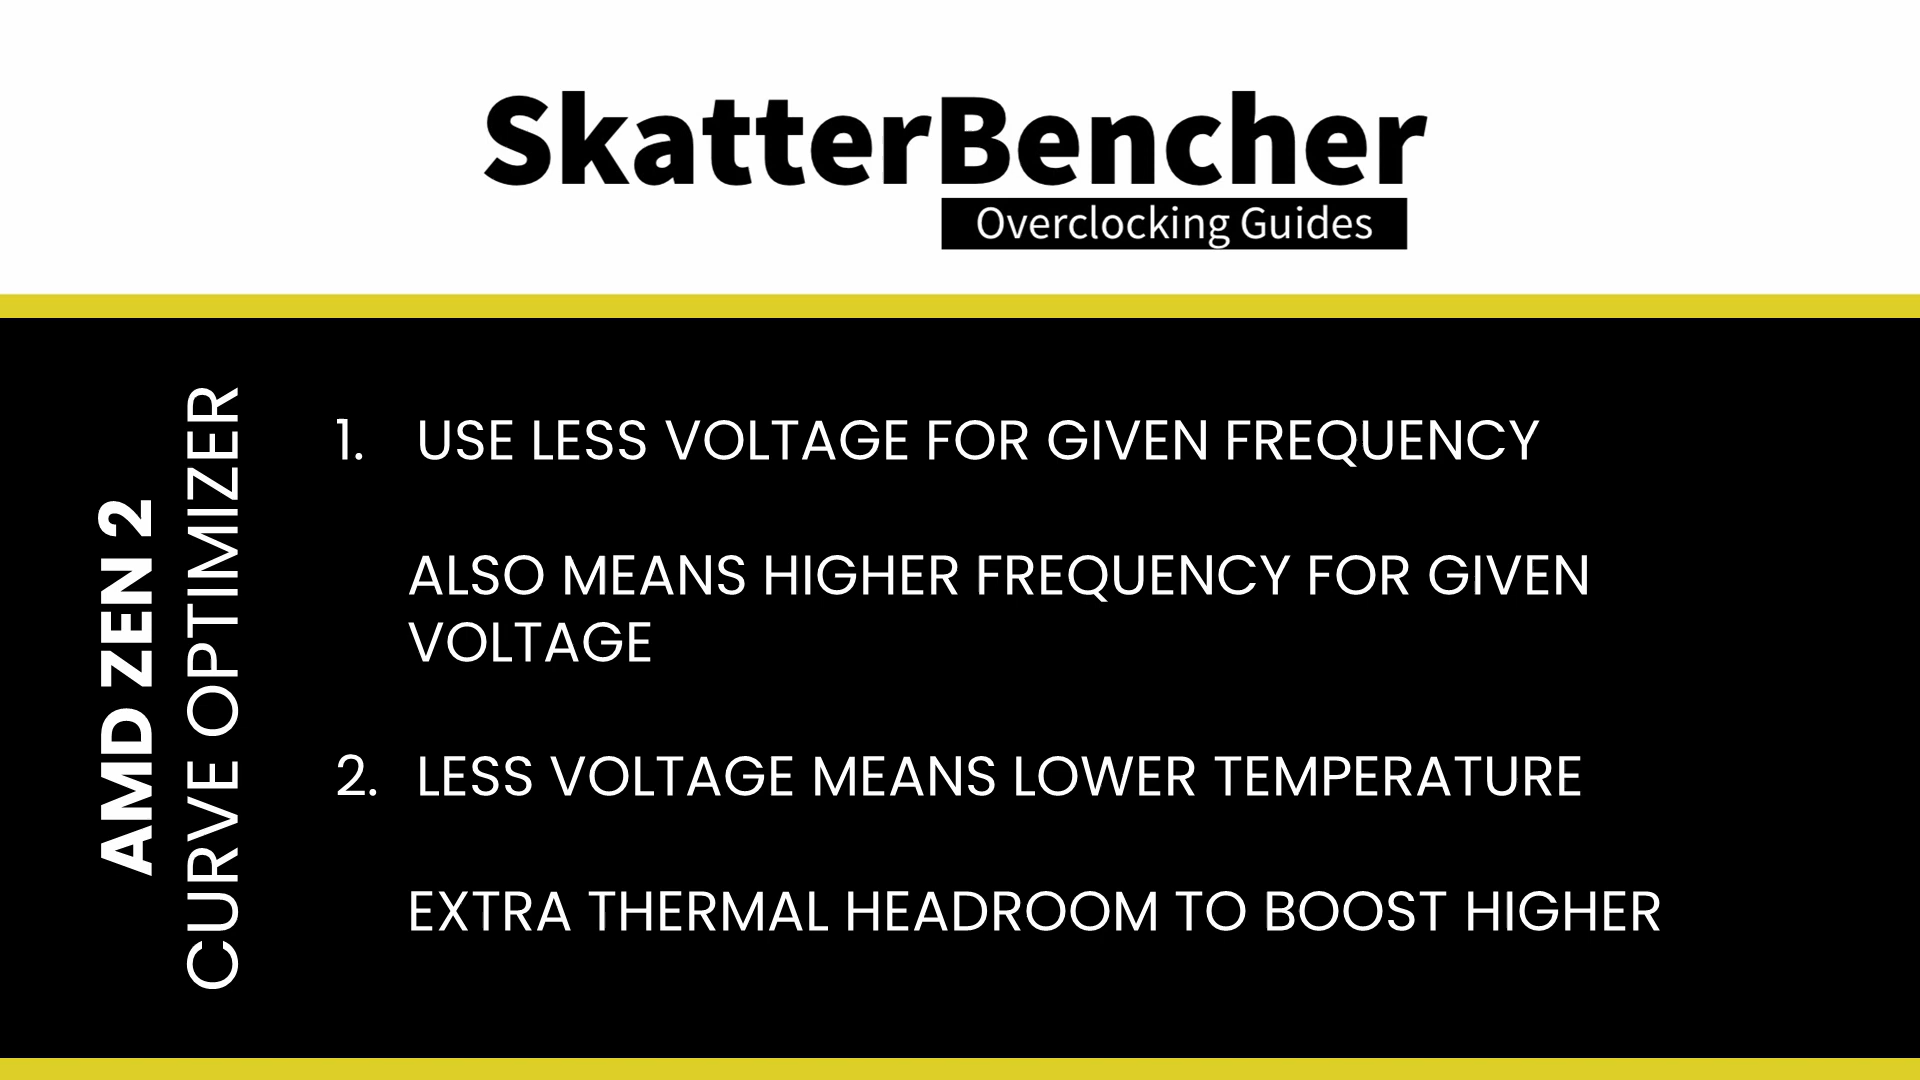 SkatterBencher
Overclocking Guides
AMD ZEN 2
CURVE OPTIMIZER
1. USE LESS VOLTAGE FOR GIVEN FREQUENCY
ALSO MEANS HIGHER FREQUENCY FOR GIVEN
VOLTAGE
2. LESS VOLTAGE MEANS LOWER TEMPERATURE
EXTRA THERMAL HEADROOM TO BOOST HIGHER